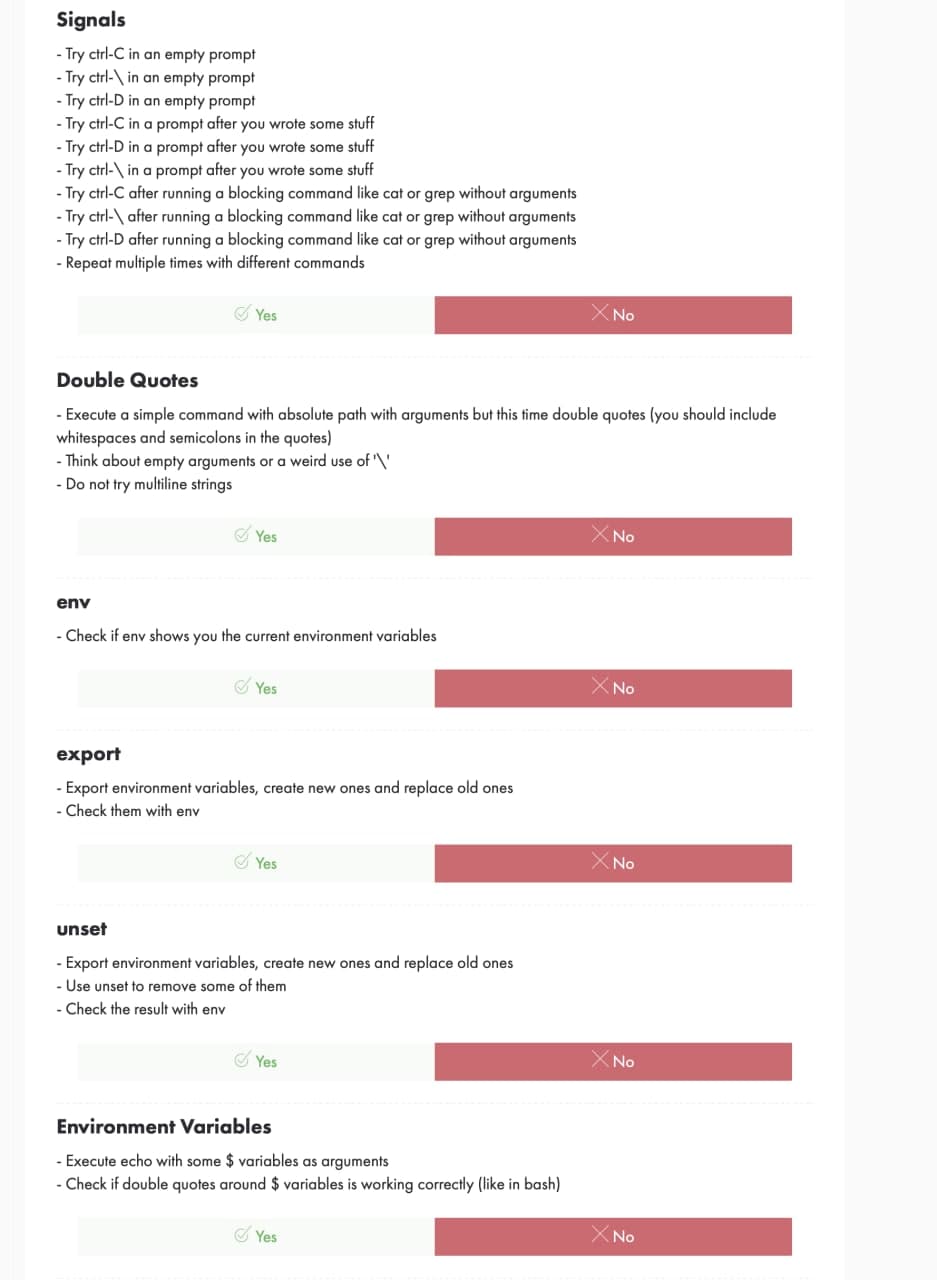 Signals
- Try ctrl-C in an empty prompt
- Try ctrl-\ in an empty prompt
- Try ctrl-D in an empty prompt
- Try ctrl-C in a prompt after you wrote some stuff
- Try ctrl-D in a prompt after you wrote some stuff
- Try ctrl-\ in a prompt after you wrote some stuff
- Try ctrl-C after running a blocking command like cat or grep without arguments
- Try ctrl-\ after running a blocking command like cat or grep without arguments
- Try ctrl-D after running a blocking command like cat or grep without arguments
- Repeat multiple times with different commands
Yes No
Double Quotes
- Execute a simple command with absolute path with arguments but this time double quotes (you should include
whitespaces and semicolons in the quotes)
- Think about empty arguments or a weird use of '\'
- Do not try multiline strings
Yes No
env
- Check if env shows you the current environment variables
Yes No
export
- Export environment variables, create new ones and replace old ones
- Check them with env
Yes No
unset
- Export environment variables, create new ones and replace old ones
- Use unset to remove some of them
- Check the result with env
Yes No
Environment Variables
- Execute echo with some $ variables as arguments
- Check if double quotes around $ variables is working correctly (like in bash)
Yes No